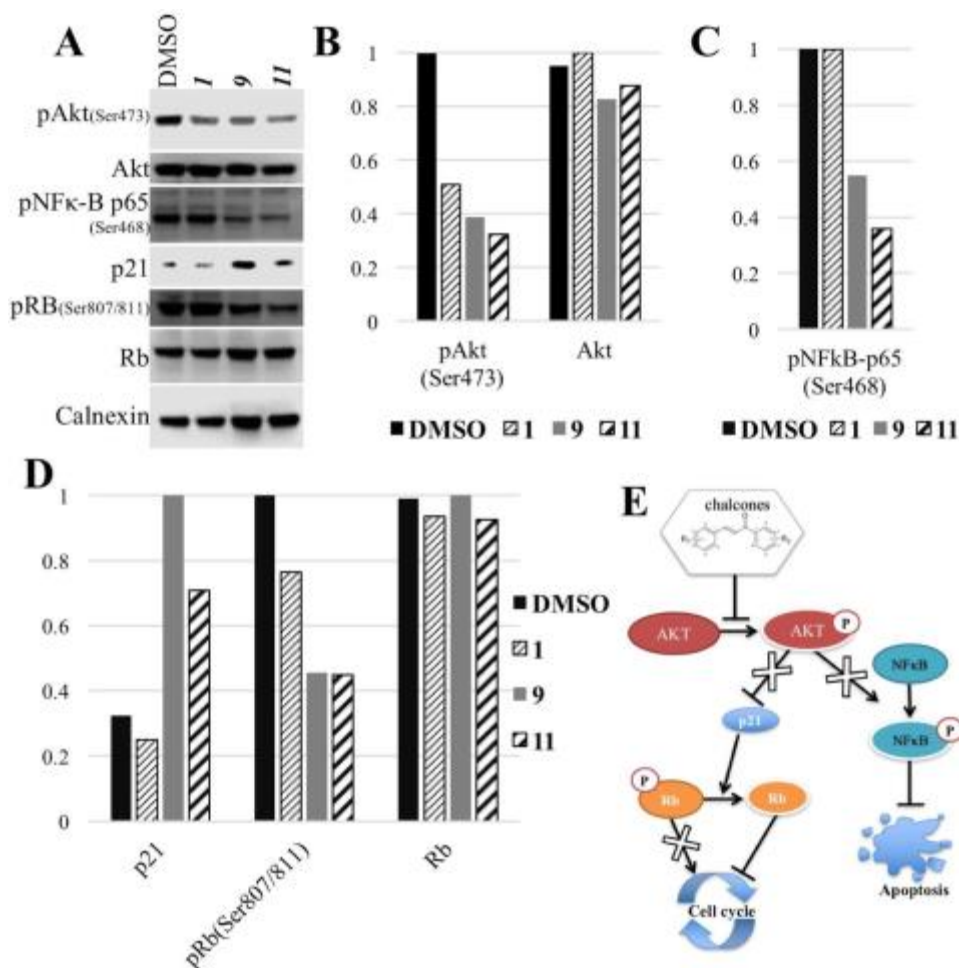 A
DMSO
1
9
11
pAkt(Ser473)
Akt
pNFκ-B p65
(Ser468)
p21
pRB(Ser807/811)
Rb
Calnexin
B
1
0.8
0.6
0.4
0.2
0
pAkt
(Ser473)
Akt
DMSO 1 9 11
C
1
0.8
0.6
0.4
0.2
0
pNFkB-p65
(Ser468)
DMSO 1 9 11
D
1
0.8
0.6
0.4
0.2
0
p21
pRb(Ser807/811)
Rb
DMSO
1
9
11
E
chalcones
O
AKT
AKT
P
NFκB
p21
NFκB
P
P
Rb
Rb
Cell cycle
Apoptosis